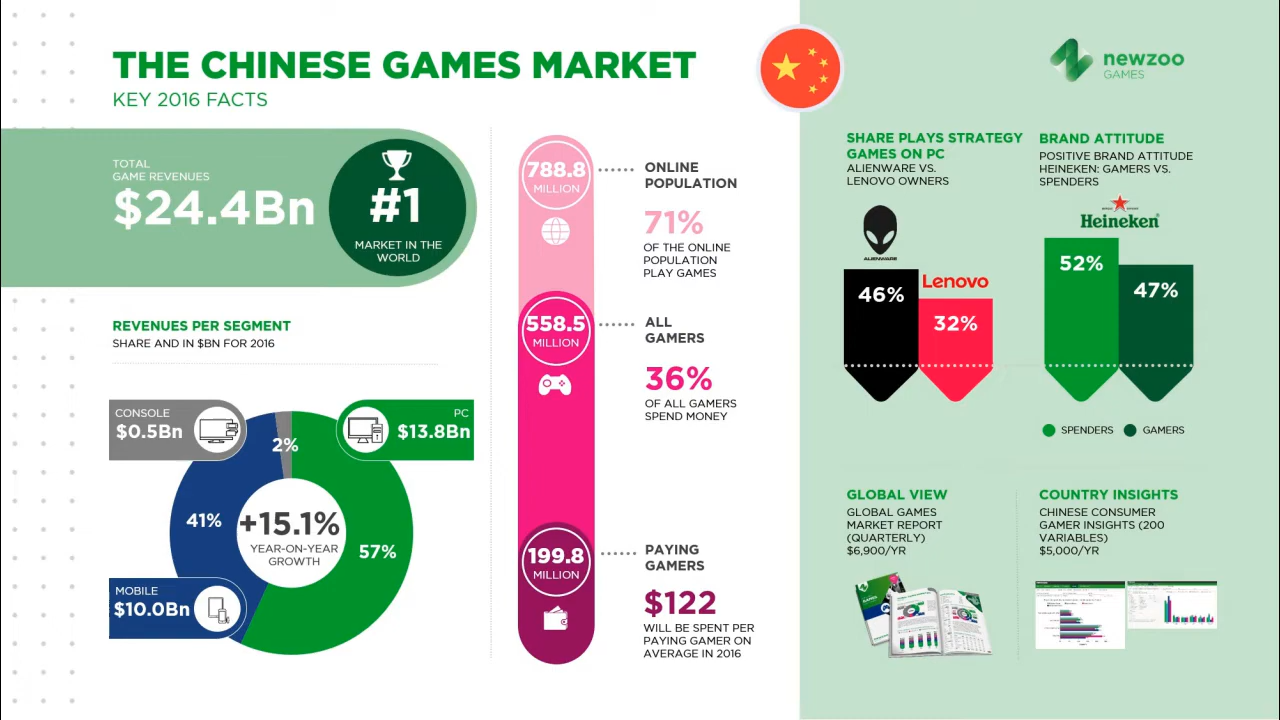 THE CHINESE GAMES MARKET
KEY 2016 FACTS
newzoo
GAMES
TOTAL
GAME REVENUES
$24.4Bn
#1
MARKET IN THE
WORLD
REVENUES PER SEGMENT
SHARE AND IN $BN FOR 2016
CONSOLE
$0.5Bn
PC
$13.8Bn
2%
41%
57%
+15.1%
YEAR-ON-YEAR
GROWTH
MOBILE
$10.0Bn
788.8
MILLION
ONLINE
POPULATION
71%
OF THE ONLINE
POPULATION
PLAY GAMES
558.5
MILLION
ALL
GAMERS
36%
OF ALL GAMERS
SPEND MONEY
199.8
MILLION
PAYING
GAMERS
$122
WILL BE SPENT PER
PAYING GAMER ON
AVERAGE IN 2016
SHARE PLAYS STRATEGY
GAMES ON PC
ALIENWARE VS.
LENOVO OWNERS
ALIENWARE
46%
Lenovo
32%
BRAND ATTITUDE
POSITIVE BRAND ATTITUDE
HEINEKEN: GAMERS VS.
SPENDERS
Heineken
52%
47%
SPENDERS
GAMERS
GLOBAL VIEW
GLOBAL GAMES
MARKET REPORT
(QUARTERLY)
$6,900/YR
COUNTRY INSIGHTS
CHINESE CONSUMER
GAMER INSIGHTS (200
VARIABLES)
$5,000/YR